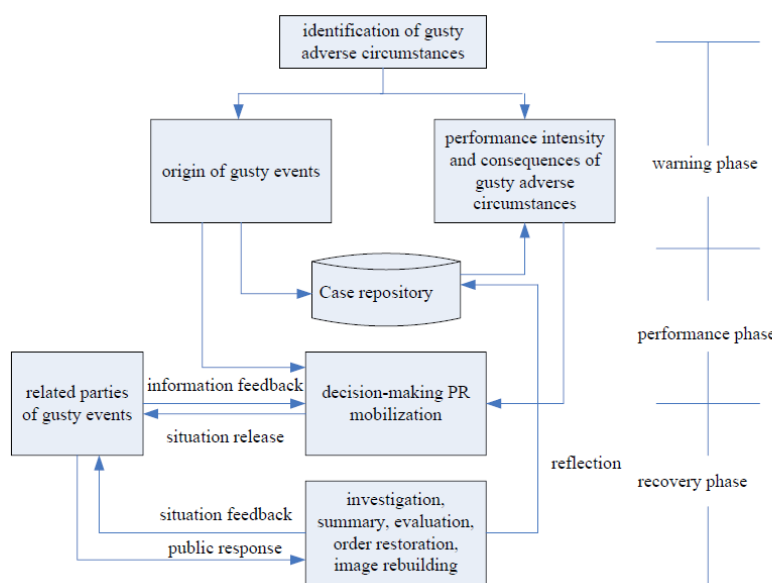 identification of gusty
adverse circumstances
origin of gusty events
performance intensity
and consequences of
gusty adverse
circumstances
warning phase
Case repository
performance phase
related parties
of gusty events
information feedback
situation release
decision-making PR
mobilization
reflection
recovery phase
situation feedback
public response
investigation,
summary, evaluation,
order restoration,
image rebuilding